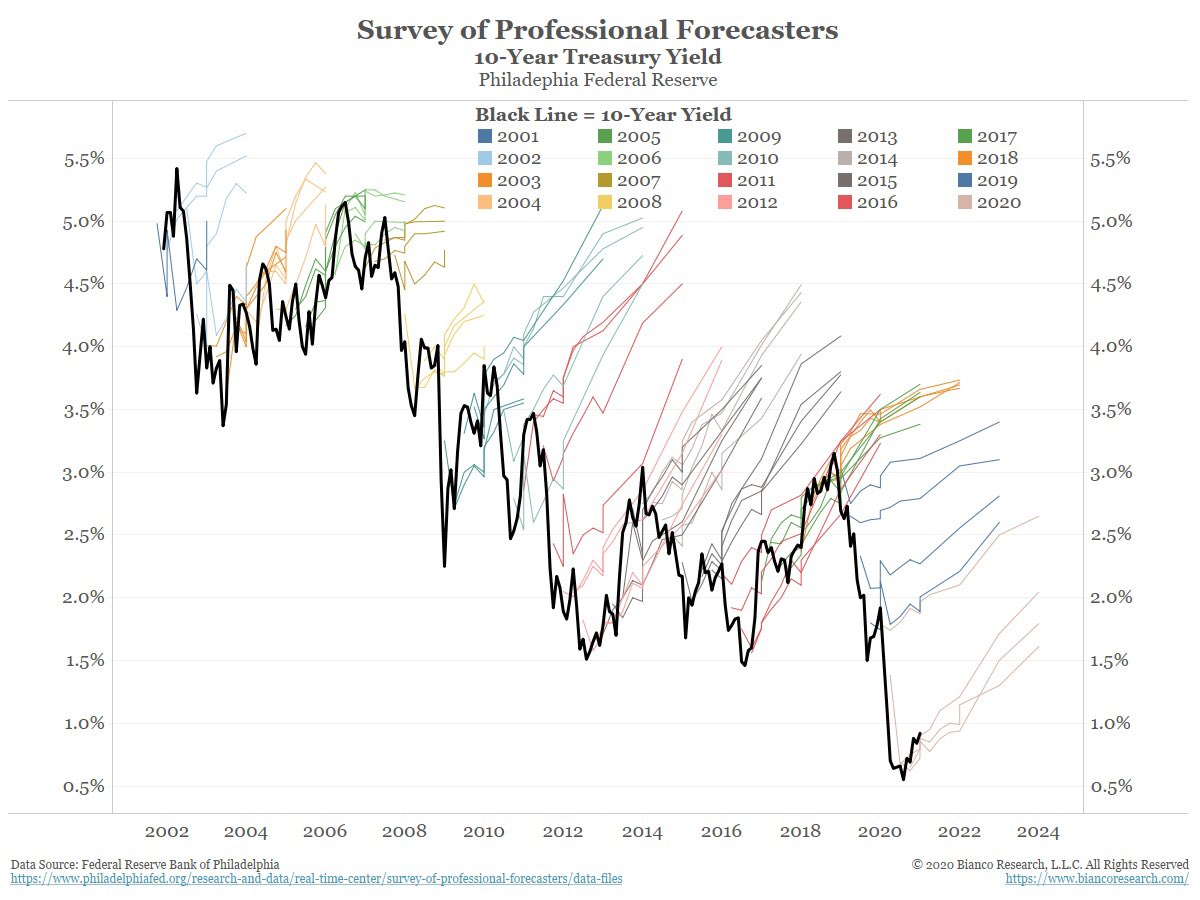 Survey of Professional Forecasters
10-Year Treasury Yield
Philadephia Federal Reserve
Black Line = 10-Year Yield
2001 2005 2009 2013 2017
2002 2006 2010 2014 2018
2003 2007 2011 2015 2019
2004 2008 2012 2016 2020
5.5% 5.5%
5.0% 5.0%
4.5% 4.5%
4.0% 4.0%
3.5% 3.5%
3.0% 3.0%
2.5% 2.5%
2.0% 2.0%
1.5% 1.5%
1.0% 1.0%
0.5% 0.5%
2002 2004 2006 2008 2010 2012 2014 2016 2018 2020 2022 2024
Data Source: Federal Reserve Bank of Philadelphia © 2020 Bianco Research, L.L.C. All Rights Reserved
https://www.philadelphiafed.org/research-and-data/real-time-center/survey-of-professional-forecasters/data-files https://www.biancoresearch.com/